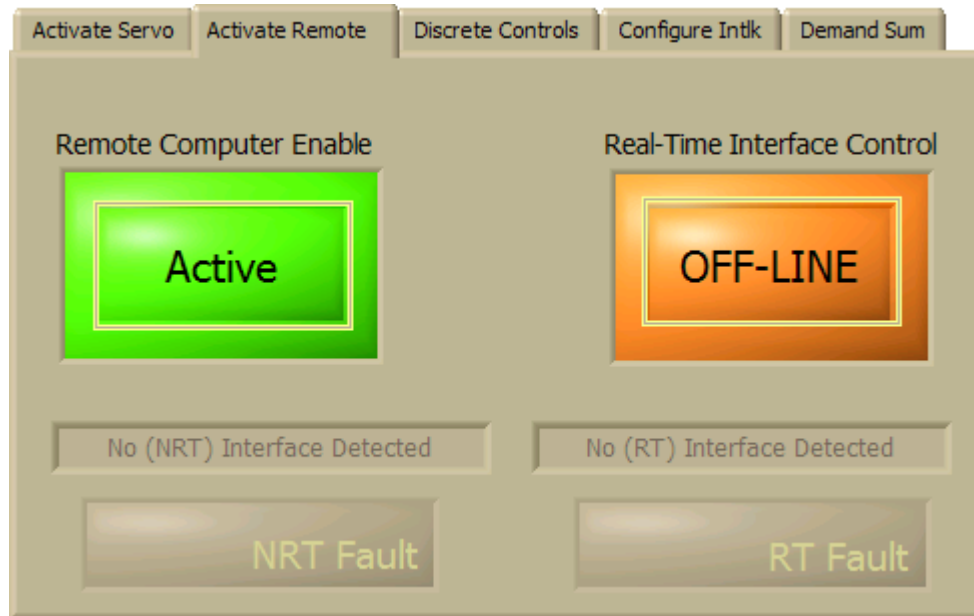 Activate Servo
Activate Remote
Discrete Controls
Configure Intlk
Demand Sum
Remote Computer Enable
Real-Time Interface Control
Active
OFF-LINE
No (NRT) Interface Detected
No (RT) Interface Detected
NRT Fault
RT Fault